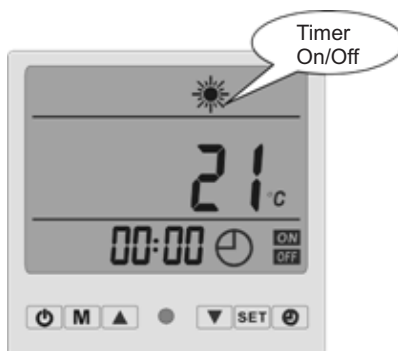 Timer
On/Off
21 °C
00:00 ON
OFF
M SET